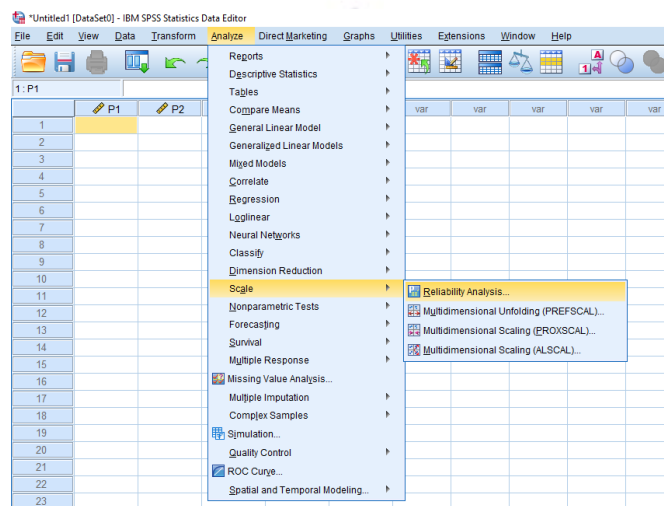 *Untitled1 [DataSet0] - IBM SPSS Statistics Data Editor
File Edit View Data Transform Analyze Direct Marketing Graphs Utilities Extensions Window Help
1 : P1
P1 P2 var var var var var
1
2
3
4
5
6
7
8
9
10
11
12
13
14
15
16
17
18
19
20
21
22
23
Reports
Descriptive Statistics
Tables
Compare Means
General Linear Model
Generalized Linear Models
Mixed Models
Correlate
Regression
Loglinear
Neural Networks
Classify
Dimension Reduction
Scale
Nonparametric Tests
Forecasting
Survival
Multiple Response
Missing Value Analysis...
Multiple Imputation
Complex Samples
Simulation...
Quality Control
ROC Curve...
Spatial and Temporal Modeling...
Reliability Analysis...
Multidimensional Unfolding (PREFSCAL)...
Multidimensional Scaling (PROXSCAL)...
Multidimensional Scaling (ALSCAL)...